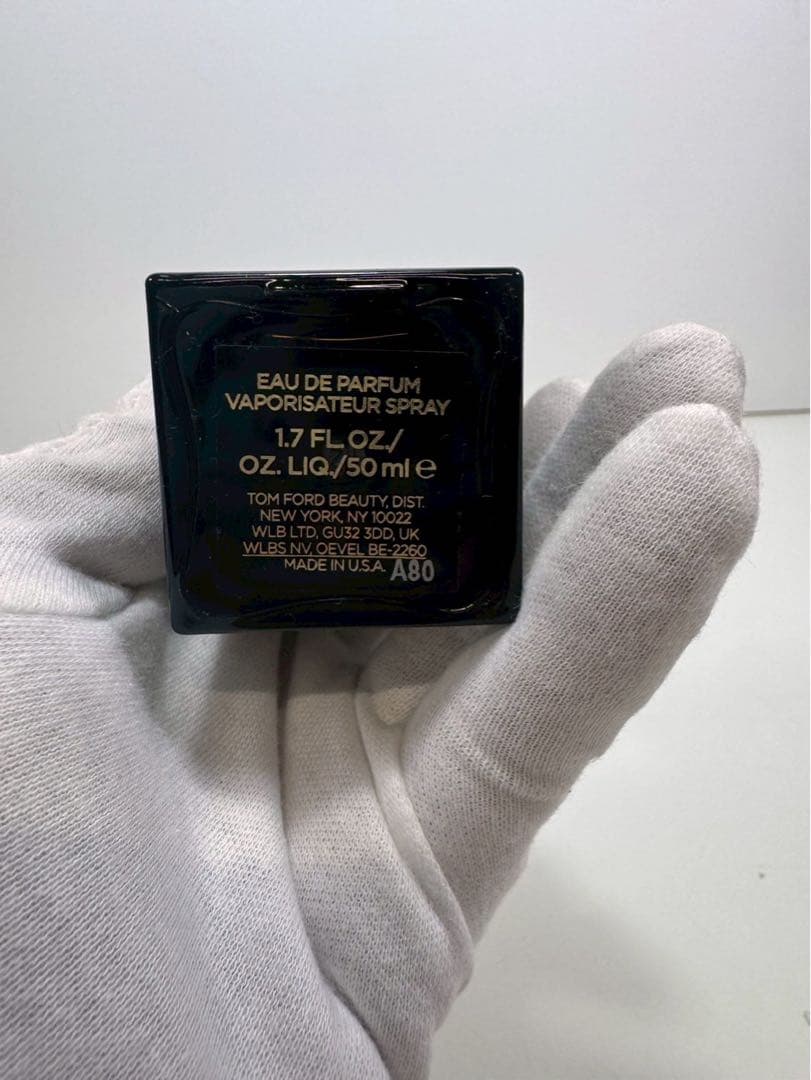 EAU DE PARFUM
VAPORISATEUR SPRAY
1.7 FL.OZ./
OZ. LIQ./50 ml e
TOM FORD BEAUTY, DIST.
NEW YORK, NY 10022
WLB LTD, GU32 3DD, UK
WLBS NV, OEVEL BE-2260
MADE IN U.S.A. A80